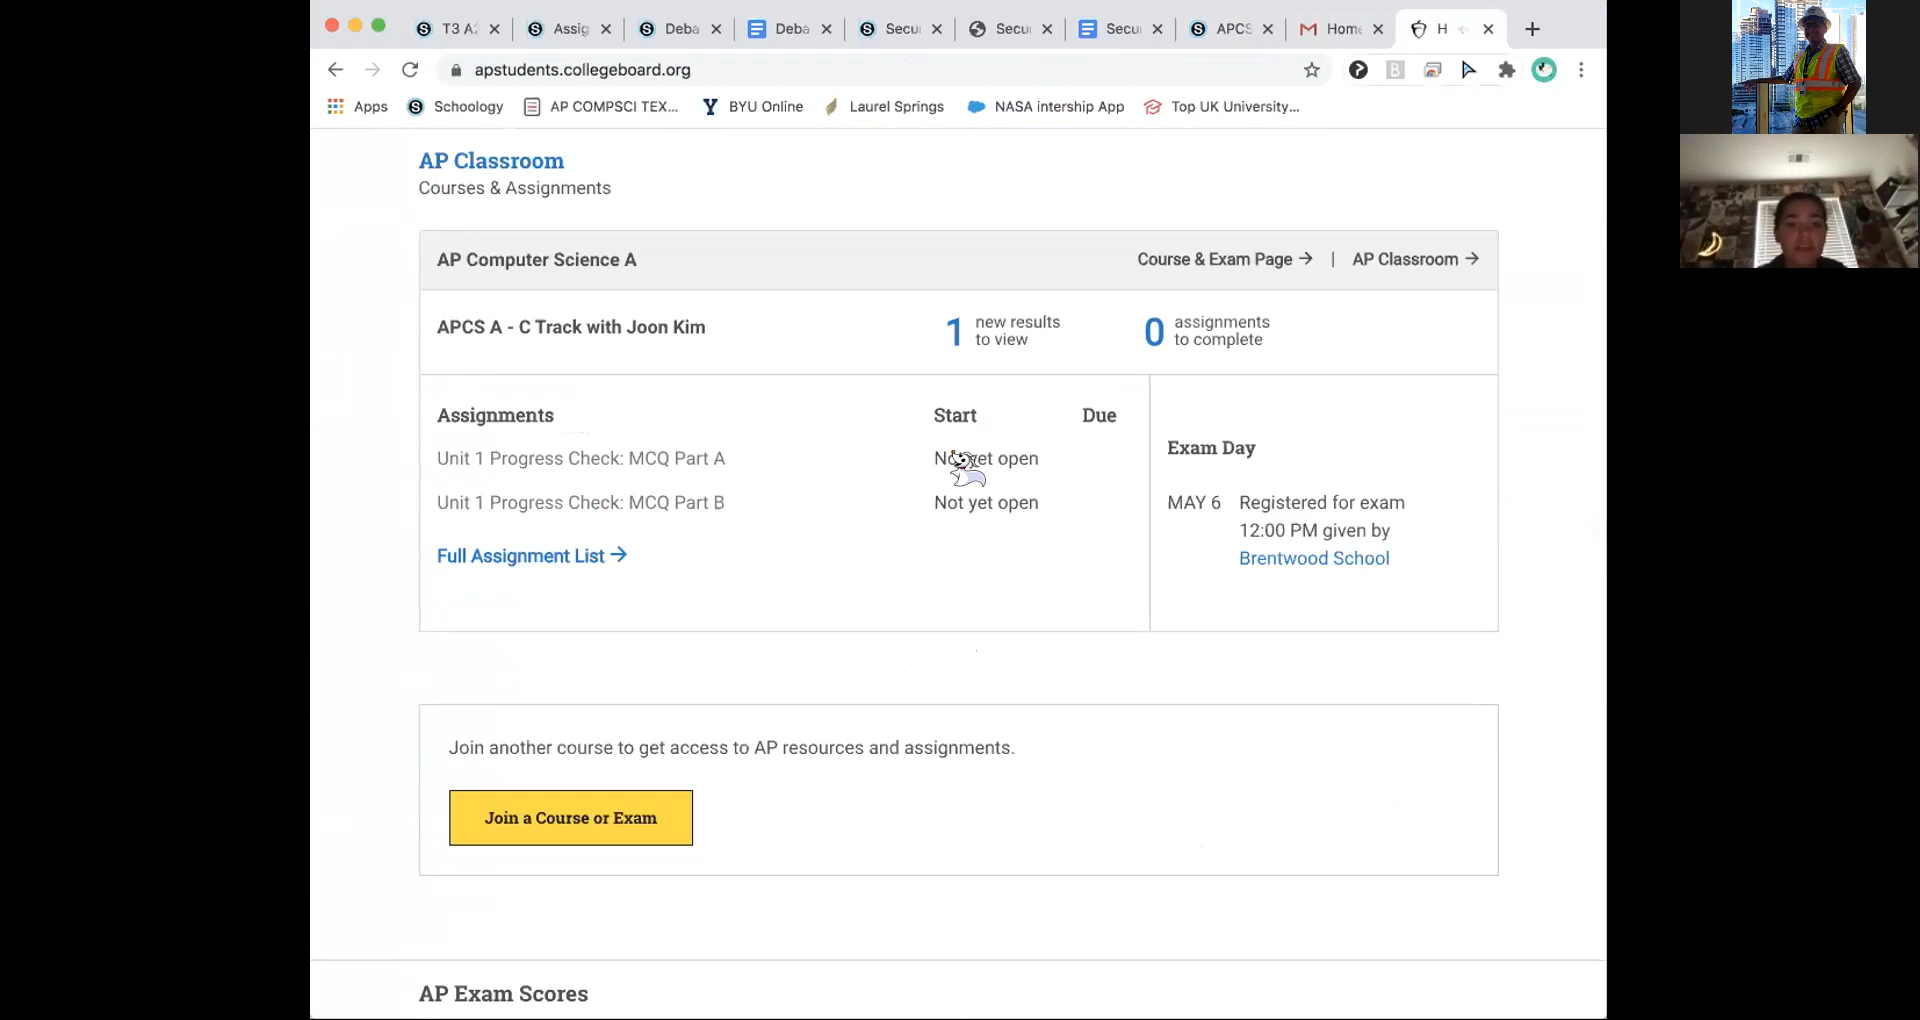 T3 A2
Assig
Deba
Deba
Secu
Secu
Secu
APCS
Home
H
apstudents.collegeboard.org
Apps
Schoology
AP COMPSCI TEX...
BYU Online
Laurel Springs
NASA intership App
Top UK University...
AP Classroom
Courses & Assignments
AP Computer Science A
Course & Exam Page → | AP Classroom →
APCS A - C Track with Joon Kim
1 new results to view
0 assignments to complete
Assignments Start Due
Unit 1 Progress Check: MCQ Part A yet open
Unit 1 Progress Check: MCQ Part B Not yet open
Full Assignment List →
Exam Day
MAY 6 Registered for exam
12:00 PM given by
Brentwood School
Join another course to get access to AP resources and assignments.
Join a Course or Exam
AP Exam Scores